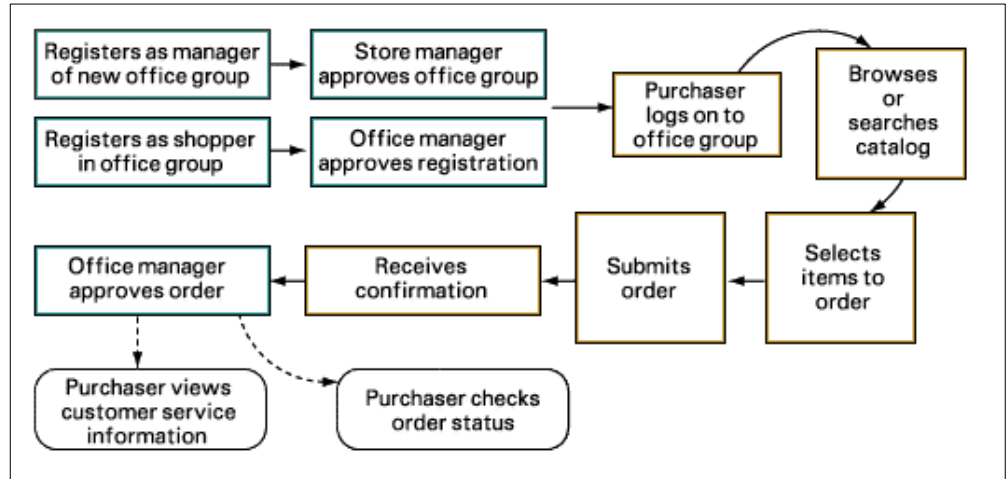 Registers as manager
of new office group
Store manager
approves office group
Registers as shopper
in office group
Office manager
approves registration
Purchaser
logs on to
office group
Browses
or
searches
catalog
Selects
items to
order
Submits
order
Receives
confirmation
Office manager
approves order
Purchaser views
customer service
information
Purchaser checks
order status